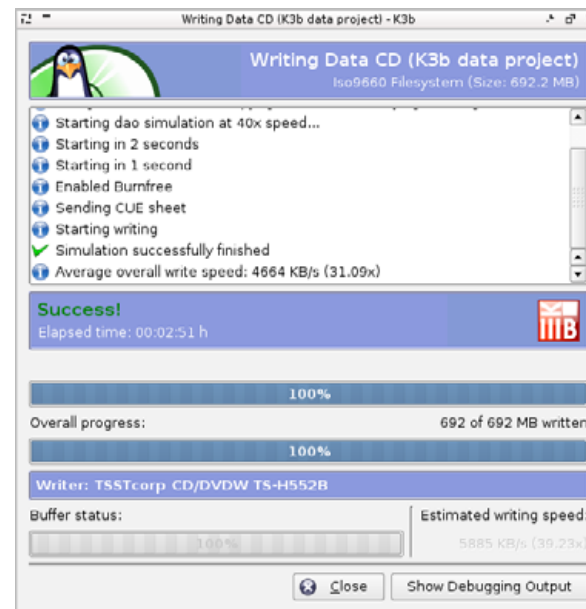 Writing Data CD (K3b data project) - K3b
Writing Data CD (K3b data project)
Iso9660 Filesystem (Size: 692.2 MB)
Starting dao simulation at 40x speed...
Starting in 2 seconds
Starting in 1 second
Enabled Burnfree
Sending CUE sheet
Starting writing
Simulation successfully finished
Average overall write speed: 4664 KB/s (31.09x)
Success!
Elapsed time: 00:02:51 h
100%
Overall progress: 692 of 692 MB written
100%
Writer: TSSTcorp CD/DVDW TS-H552B
Buffer status: Estimated writing speed:
100% 5885 KB/s (39.23x)
Close Show Debugging Output